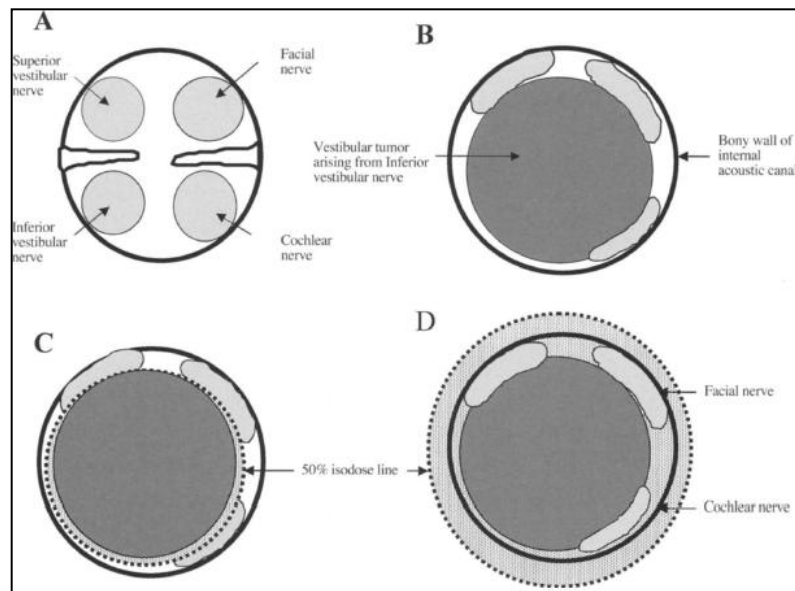 A
Superior
vestibular
nerve
Facial
nerve
Inferior
vestibular
nerve
Cochlear
nerve
B
Vestibular tumor
arising from Inferior
vestibular nerve
Bony wall of
internal
acoustic canal
C
50% isodose line
D
Facial nerve
Cochlear nerve